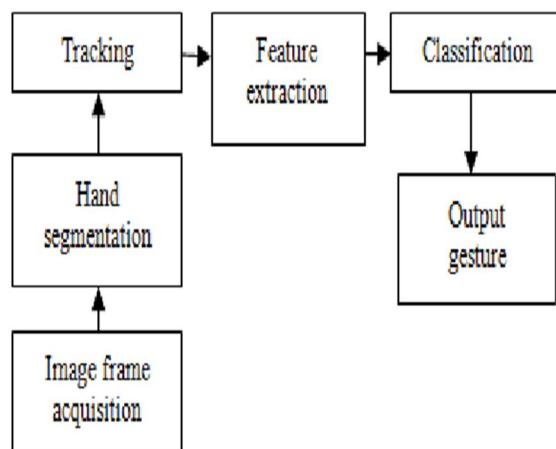 Tracking
Feature
extraction
Classification
Hand
segmentation
Output
gesture
Image frame
acquisition